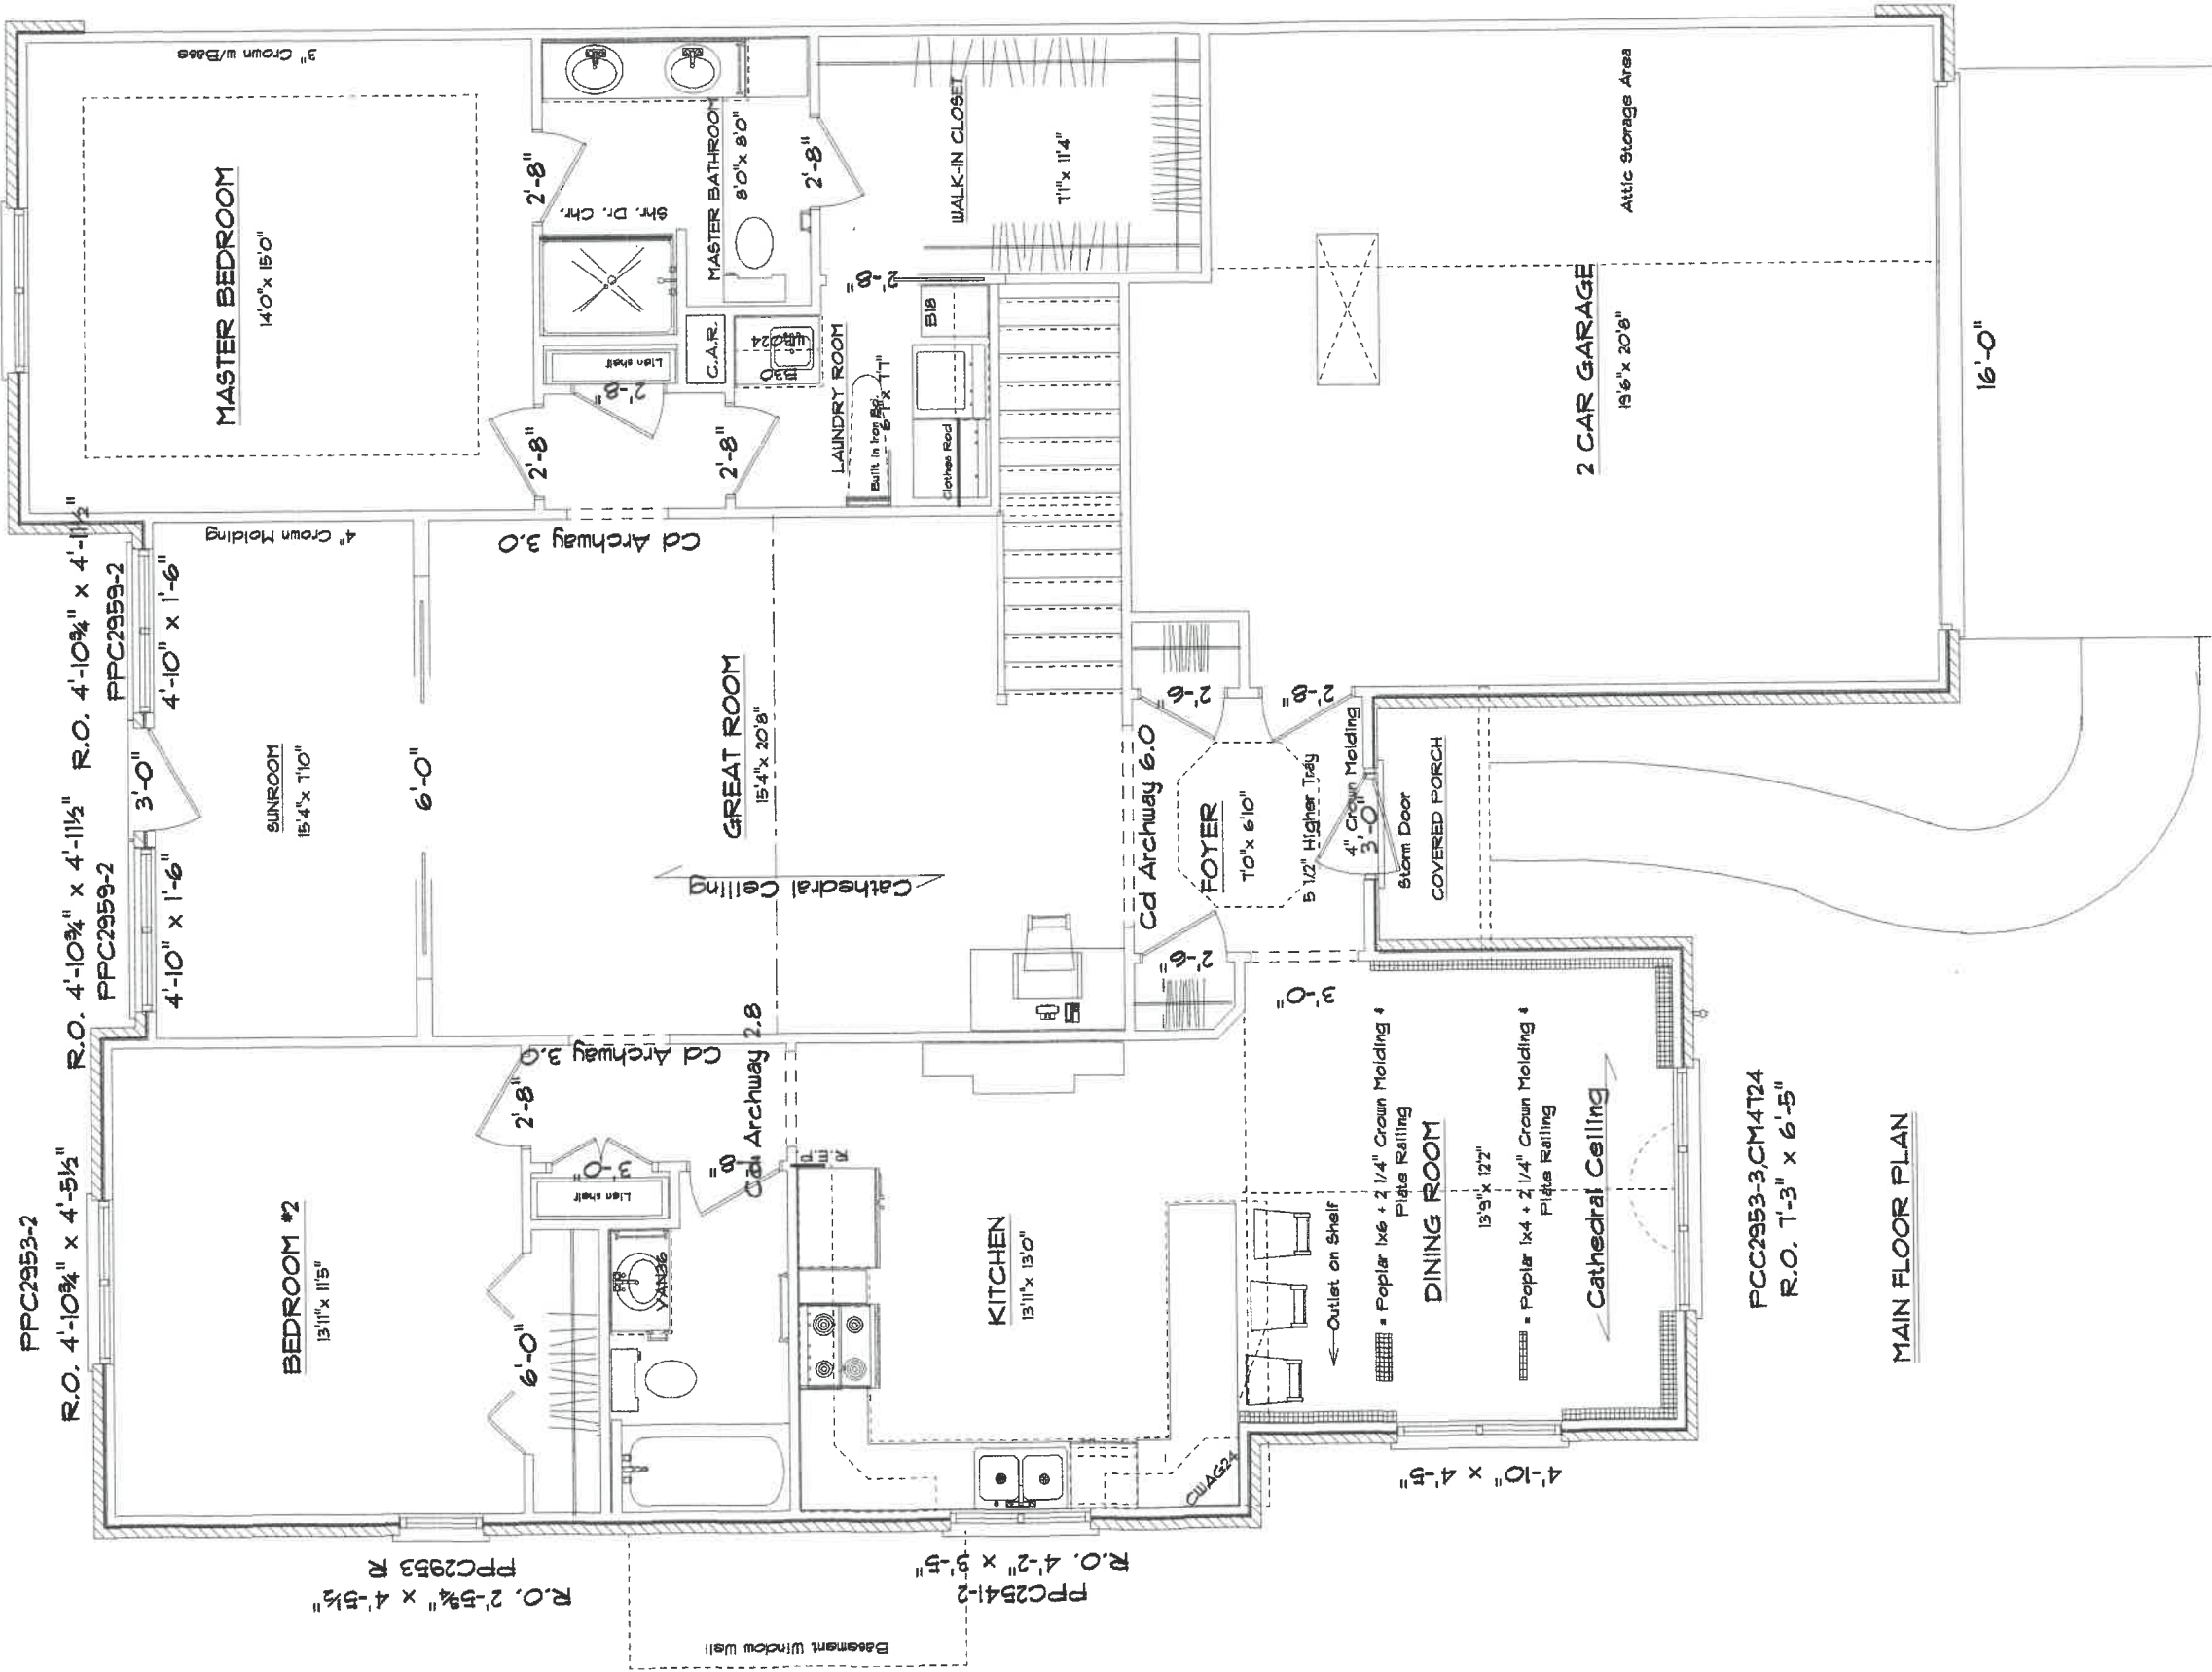 PPC2953-2
R.O. 4'-10¾" x 4'-5½"
R.O. 4'-10¾" x 4'-11½"
PPC2959-2
4'-10" x 1'-6"
3'-0"
R.O. 4'-10¾" x 4'-11½"
PPC2959-2
4'-10" x 1'-6"
3" Crown w/Base
MASTER BEDROOM
14'0" x 15'0"
4" Crown Molding
SUNROOM
15'4" x 7'10"
6'-0"
BEDROOM #2
13'11" x 11'5"
2'-8"
6'-0"
3'-0"
Lien shelf
Cd Archway 3.0
Cd Archway 2.8
VAN36
PPC2953 R
R.O. 2'-5¾" x 4'-5½"
2'-8"
2'-8"
2'-8"
2'-8"
Lien shelf
Shr. Dr. Chr.
MASTER BATHROOM
8'0" x 8'0"
2'-8"
C.A.R.
B30
LAUNDRY ROOM
6'-1" x 7'7"
Built in Iron Bd.
2'-8"
B18
Clothes Rod
WALK-IN CLOSET
7'1" x 11'4"
Cd Archway 3.0
GREAT ROOM
15'4" x 20'8"
Cathedral Ceiling
Cd Archway 6.0
KITCHEN
13'11" x 13'0"
CWAG24
PPC2541-2
R.O. 4'-2" x 3'-5"
Basement Window Well
2'-6"
2'-8"
2'-6"
FOYER
7'0" x 6'10"
5 1/2" Higher Tray
4" Crown Molding
3'-0"
Storm Door
COVERED PORCH
3'-0"
Outlet on Shelf
= Poplar 1x6 + 2 1/4" Crown Molding &
Plate Railing
DINING ROOM
13'9" x 12'2"
= Poplar 1x4 + 2 1/4" Crown Molding &
Plate Railing
Cathedral Ceiling
4'-10" x 4'-5"
PCC2953-3,CM4724
R.O. 7'-3" x 6'-5"
2 CAR GARAGE
19'6" x 20'8"
Attic Storage Area
16'-0"
MAIN FLOOR PLAN